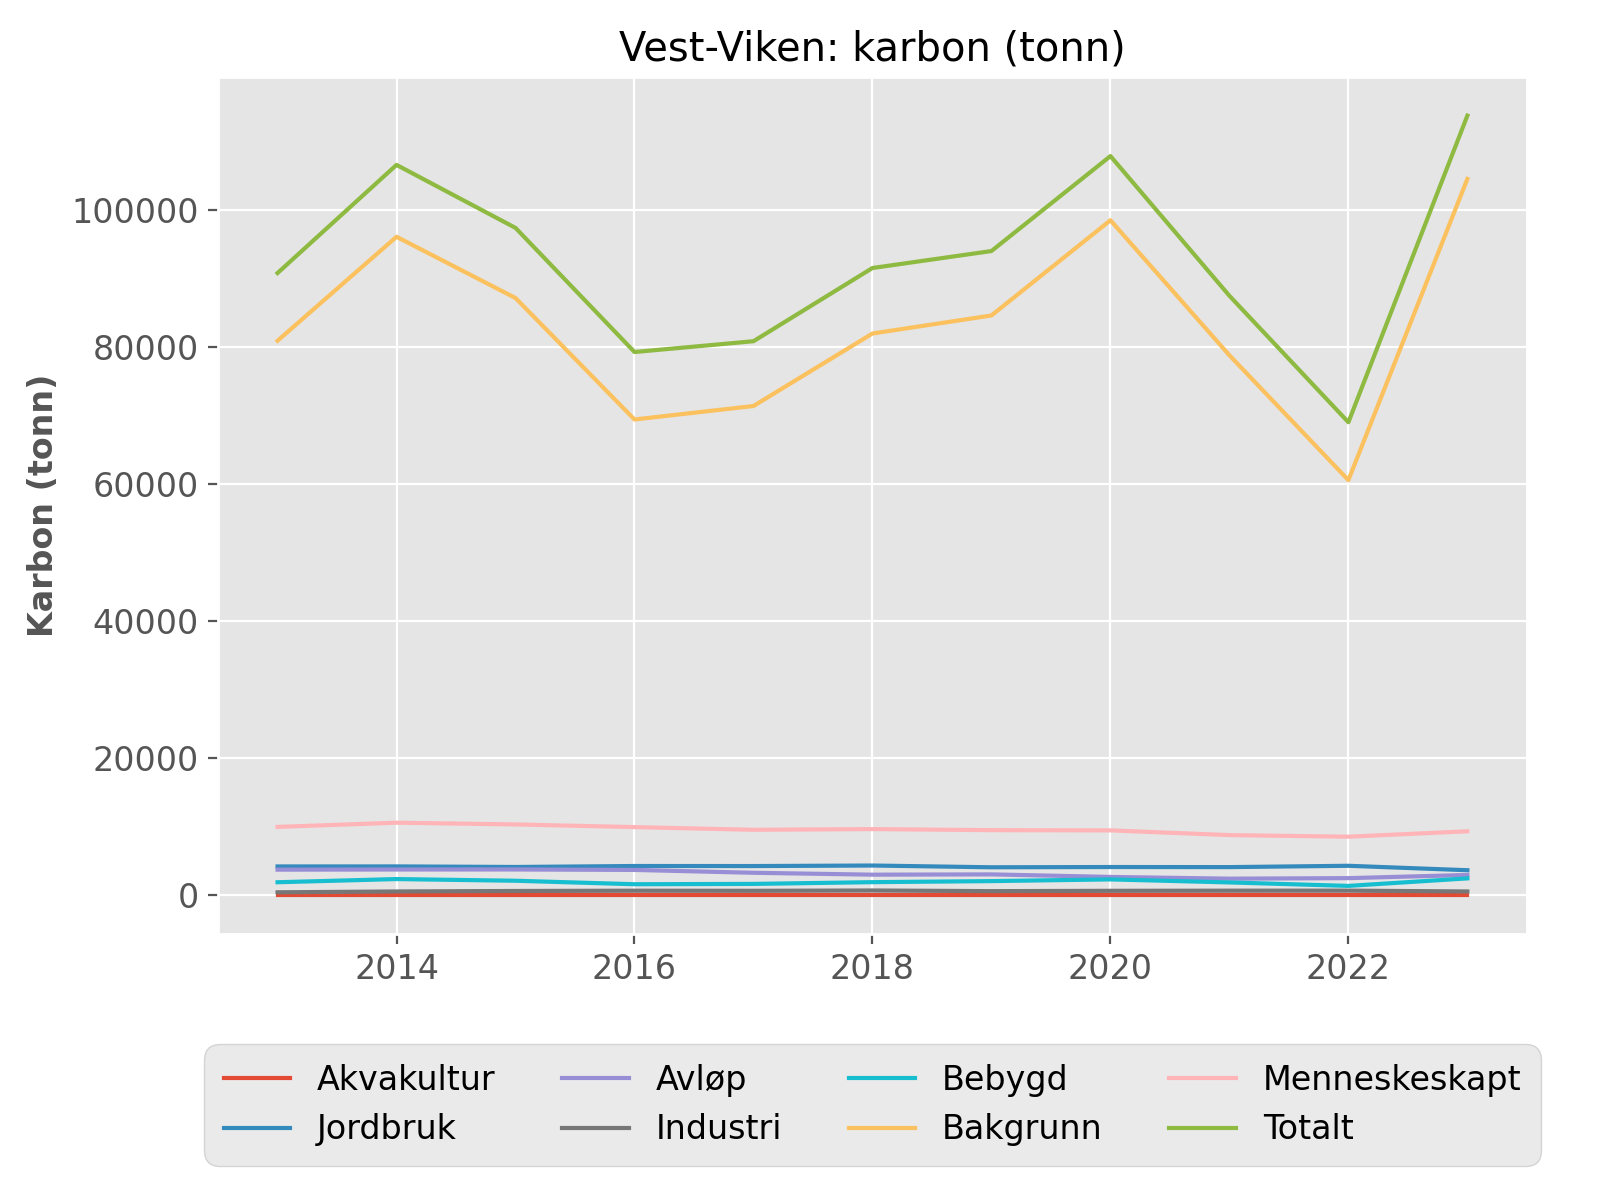 Vest-Viken: karbon (tonn)
Karbon (tonn)
100000
80000
60000
40000
20000
0
2014 2016 2018 2020 2022
Akvakultur Avløp Bebygd Menneskeskapt
Jordbruk Industri Bakgrunn Totalt